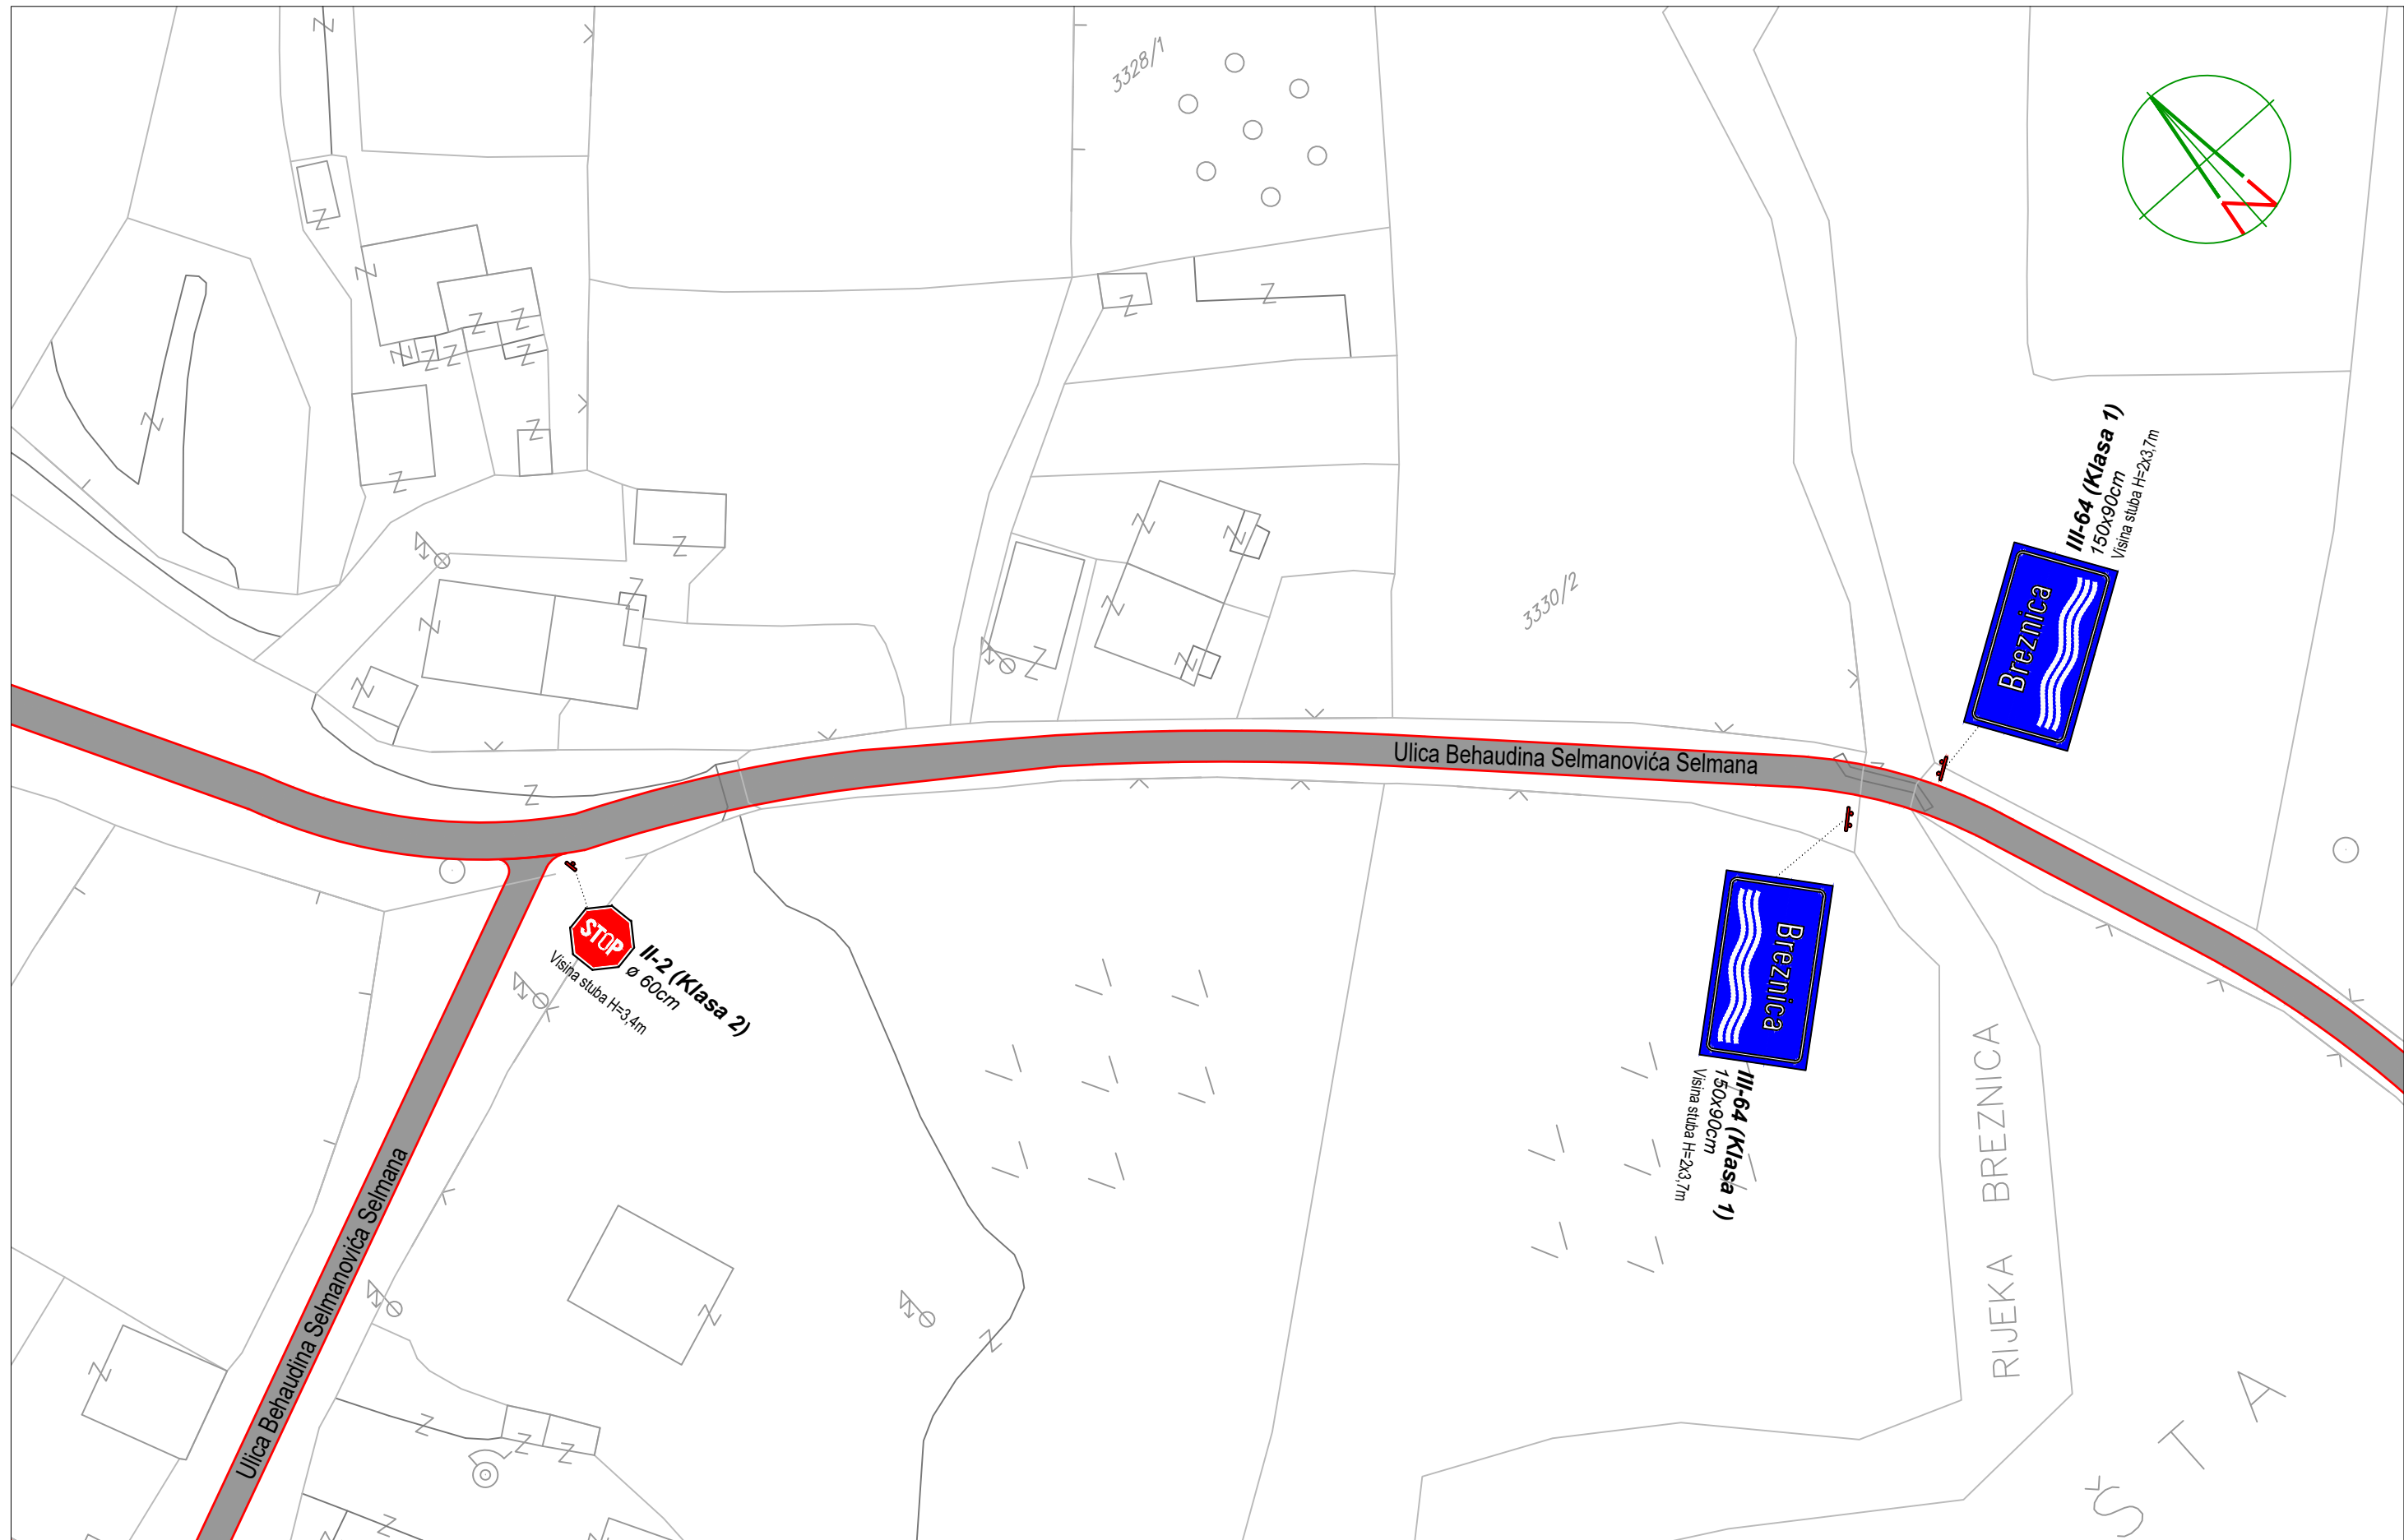 3328/1
III-64 (Klasa 1)
150x90cm
Visina stuba H=2x3,7m
Breznica
3330/2
Ulica Behaudina Selmanovića Selmana
STOP
II-2 (Klasa 2)
ø 60cm
Visina stuba H=3,4m
Breznica
III-64 (Klasa 1)
150x90cm
Visina stuba H=2x3,7m
RIJEKA BREZNICA
Ulica Behaudina Selmanovića Selmana
ŠTA